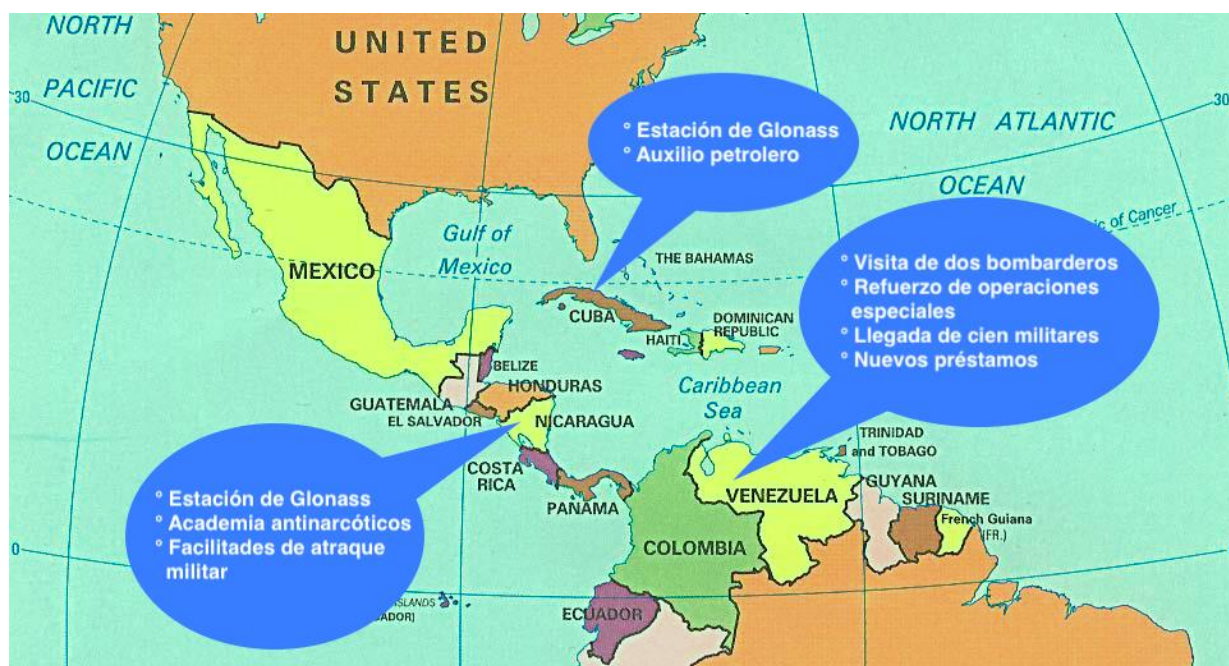 NORTH
PACIFIC
OCEAN
30
UNITED
STATES
° Estación de Glonass
° Auxilio petrolero
NORTH ATLANTIC
OCEAN
30
of Cancer
Gulf of
Mexico
MEXICO
THE BAHAMAS
CUBA
HAITI
DOMINICAN
REPUBLIC
° Visita de dos bombarderos
° Refuerzo de operaciones
especiales
° Llegada de cien militares
° Nuevos préstamos
BELIZE
HONDURAS
GUATEMALA
EL SALVADOR
NICARAGUA
Caribbean
Sea
COSTA
RICA
PANAMA
TRINIDAD
and TOBAGO
VENEZUELA
GUYANA
SURINAME
French Guiana
(FR.)
° Estación de Glonass
° Academia antinarcóticos
° Facilitades de atraque
militar
0
COLOMBIA
ECUADOR
ISLANDS